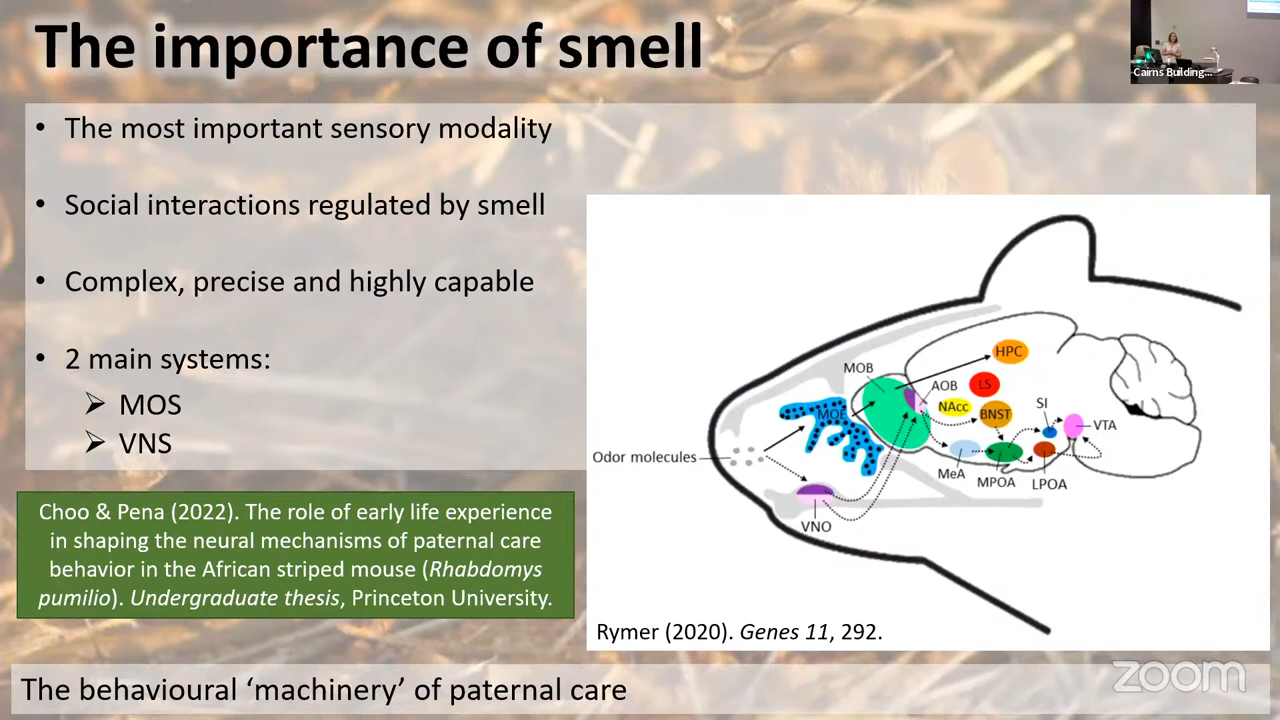 The importance of smell
Cairns Building...
• The most important sensory modality
• Social interactions regulated by smell
• Complex, precise and highly capable
• 2 main systems:
➢ MOS
➢ VNS
Choo & Pena (2022). The role of early life experience
in shaping the neural mechanisms of paternal care
behavior in the African striped mouse (Rhabdomys
pumilio). Undergraduate thesis, Princeton University.
HPC
MOB
AOB
LS
NAcc
BNST
SI
MOE
VTA
Odor molecules
MeA
MPOA
LPOA
VNO
Rymer (2020). Genes 11, 292.
The behavioural ‘machinery’ of paternal care
zoom